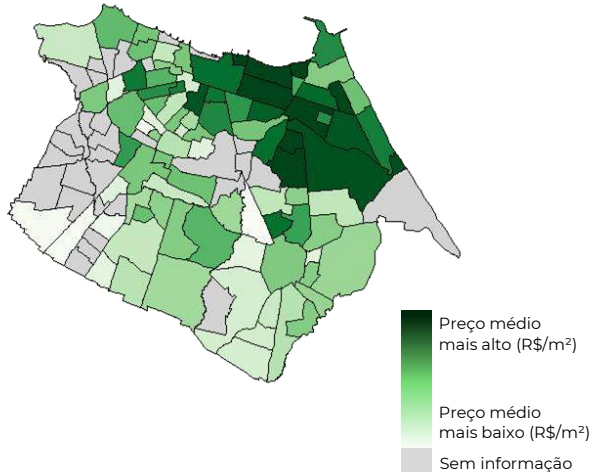 Preço médio
mais alto (R$/m²)
Preço médio
mais baixo (R$/m²)
Sem informação